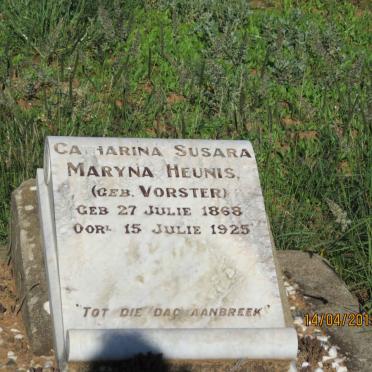 CATHARINA SUSARA
MARYNA HEUNIS.
(GEB. VORSTER)
GEB 27 JULIE 1868
OORL 15 JULIE 1925
"TOT DIE DAG AANBREEK"
14/04/201